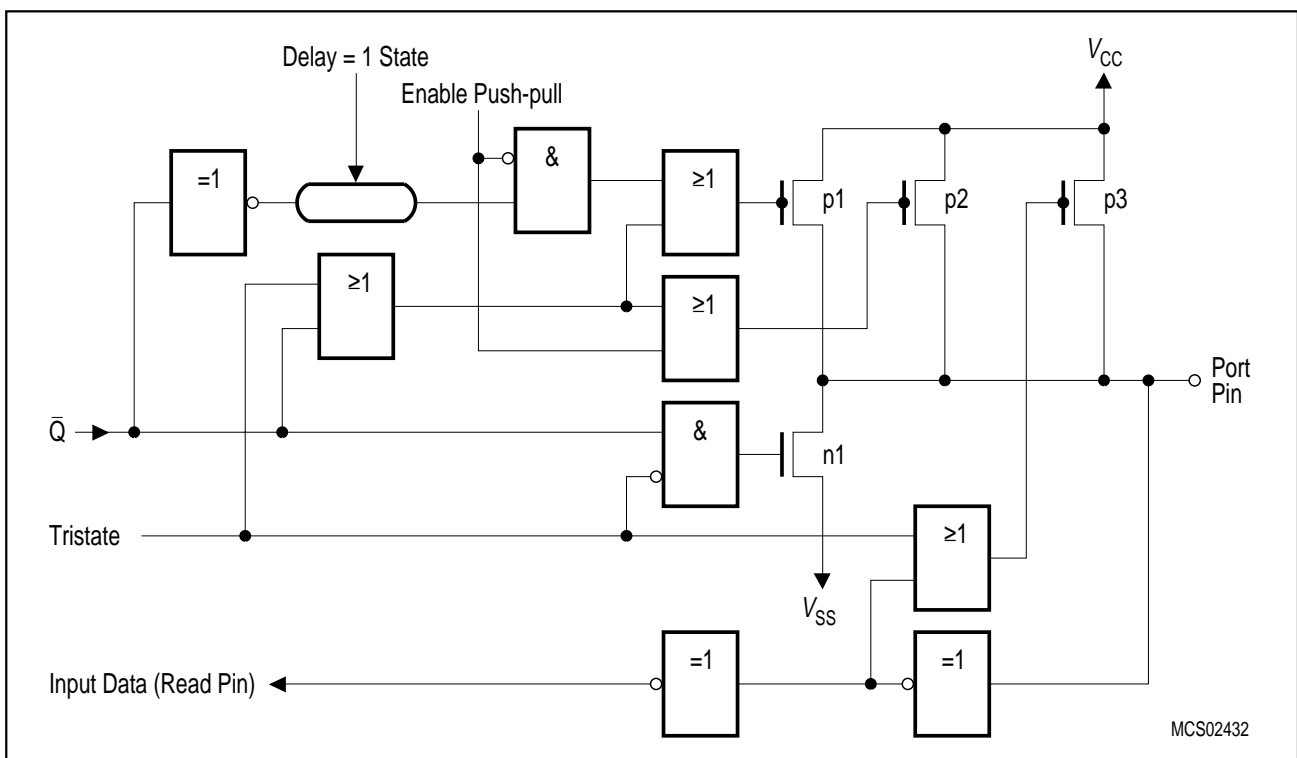 Delay = 1 State
Enable Push-pull
V_CC
=1
&
≥1
p1
p2
p3
≥1
≥1
Port
Pin
Q̄
&
n1
Tristate
≥1
V_SS
Input Data (Read Pin)
=1
=1
MCS02432